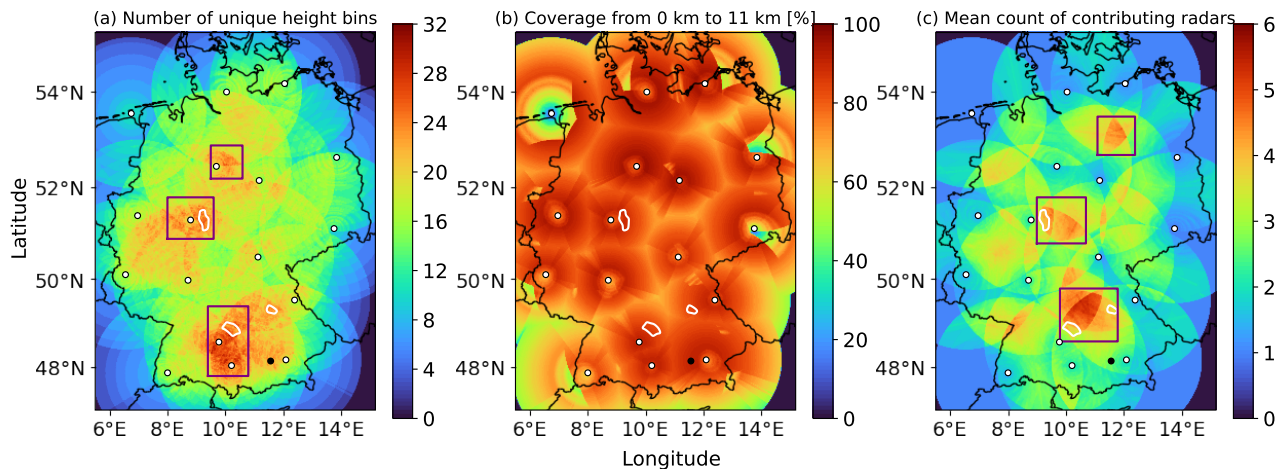 (a) Number of unique height bins
(b) Coverage from 0 km to 11 km [%]
(c) Mean count of contributing radars
Latitude
54°N
52°N
50°N
48°N
6°E 8°E 10°E 12°E 14°E
32
28
24
20
16
12
8
4
0
54°N
52°N
50°N
48°N
6°E 8°E 10°E 12°E 14°E
100
80
60
40
20
0
54°N
52°N
50°N
48°N
6°E 8°E 10°E 12°E 14°E
6
5
4
3
2
1
0
Longitude